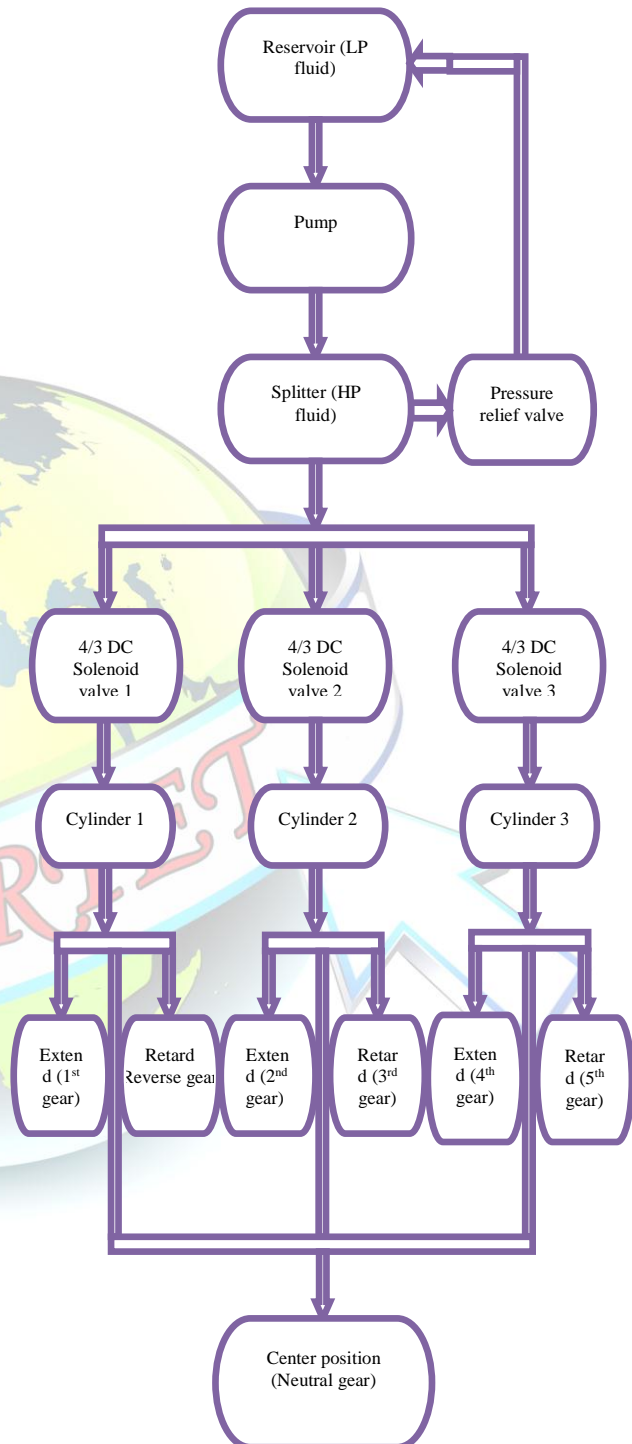 Reservoir (LP
fluid)
Pump
Splitter (HP
fluid)
Pressure
relief valve
4/3 DC
Solenoid
valve 1
4/3 DC
Solenoid
valve 2
4/3 DC
Solenoid
valve 3
Cylinder 1
Cylinder 2
Cylinder 3
Exten
d (1st
gear)
Retard
Reverse gear
Exten
d (2nd
gear)
Retar
d (3rd
gear)
Exten
d (4th
gear)
Retar
d (5th
gear)
Center position
(Neutral gear)